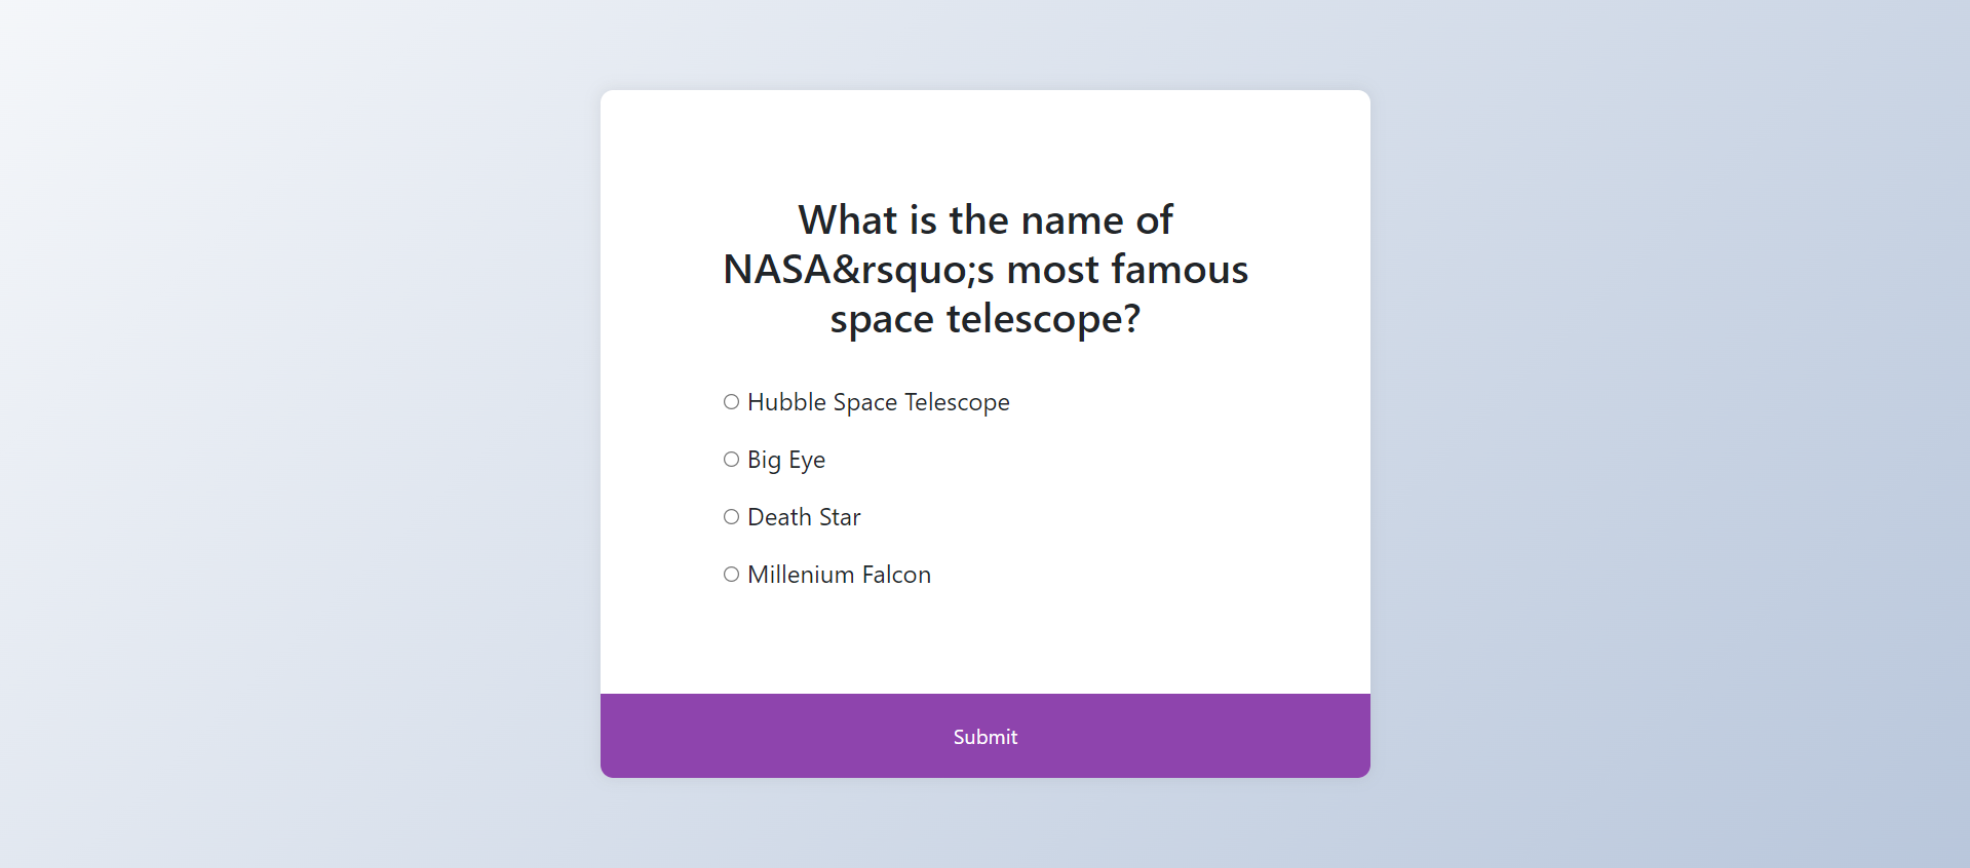 What is the name of
NASA&rsquo;s most famous
space telescope?
Hubble Space Telescope
Big Eye
Death Star
Millenium Falcon
Submit